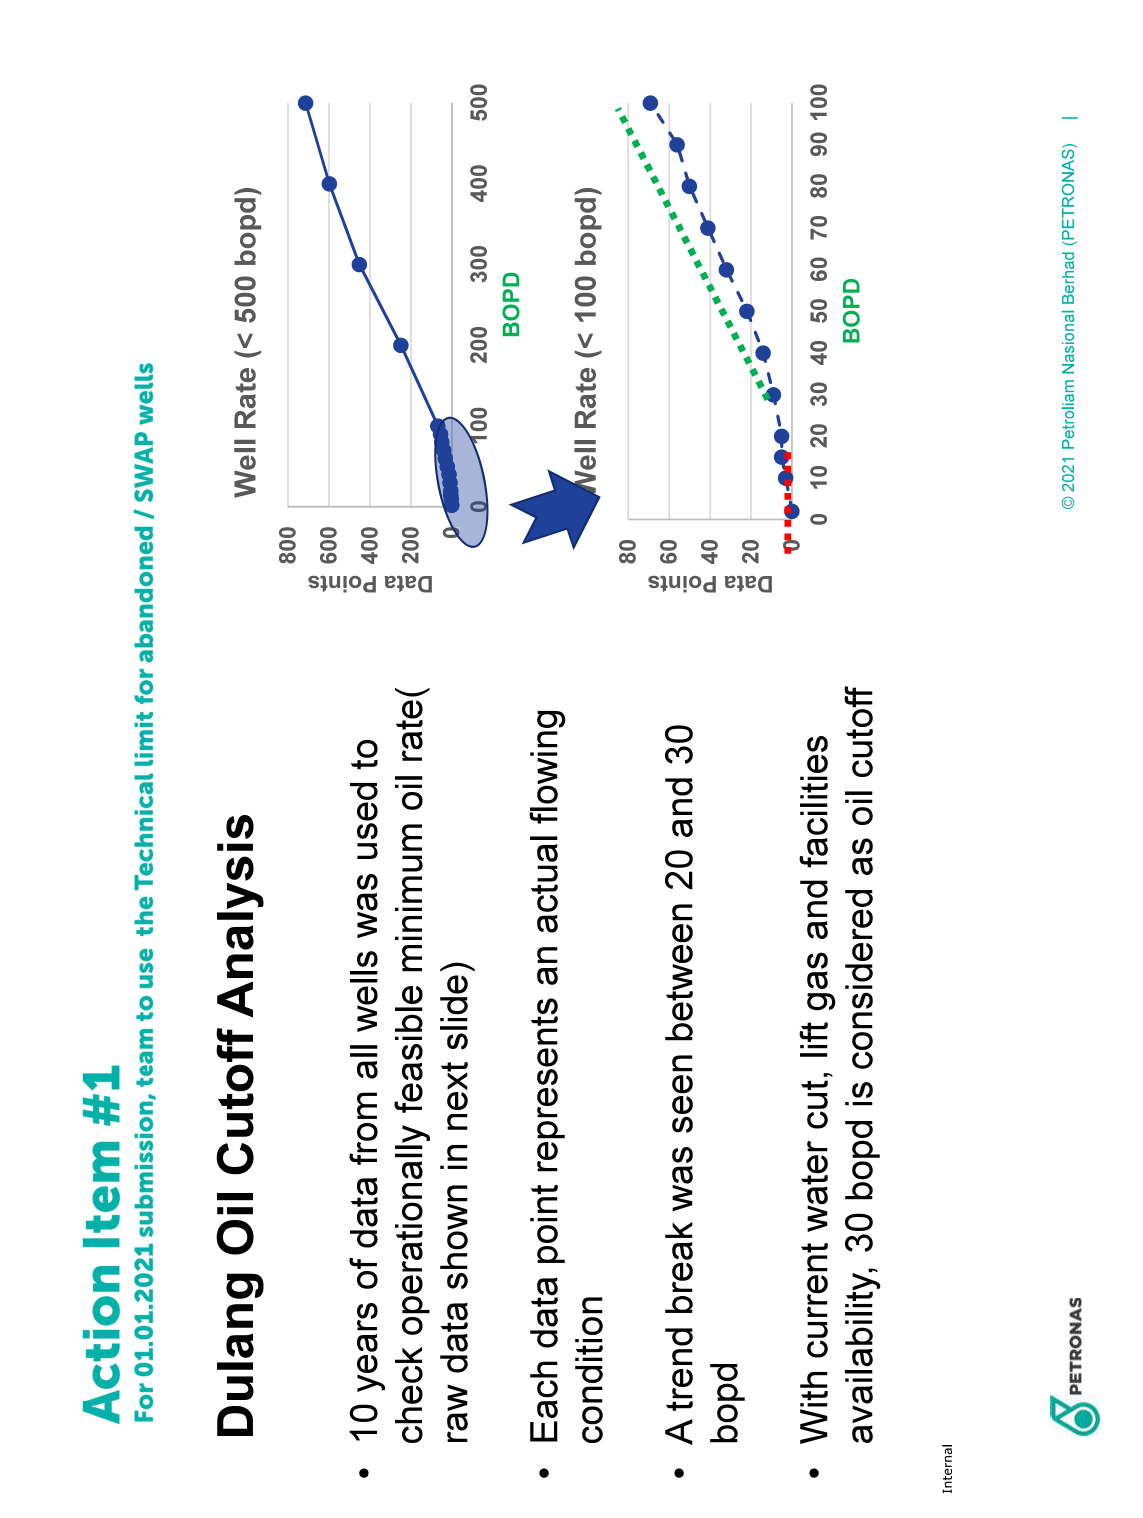 Action Item #1
For 01.01.2021 submission, team to use the Technical limit for abandoned / SWAP wells
Dulang Oil Cutoff Analysis
• 10 years of data from all wells was used to
check operationally feasible minimum oil rate(
raw data shown in next slide)
• Each data point represents an actual flowing
condition
• A trend break was seen between 20 and 30
bopd
• With current water cut, lift gas and facilities
availability, 30 bopd is considered as oil cutoff
Well Rate (< 500 bopd)
Data Points
800
600
400
200
0
0 100 200 300 400 500
BOPD
Well Rate (< 100 bopd)
Data Points
80
60
40
20
0
0 10 20 30 40 50 60 70 80 90 100
BOPD
Internal
PETRONAS
© 2021 Petroliam Nasional Berhad (PETRONAS) |